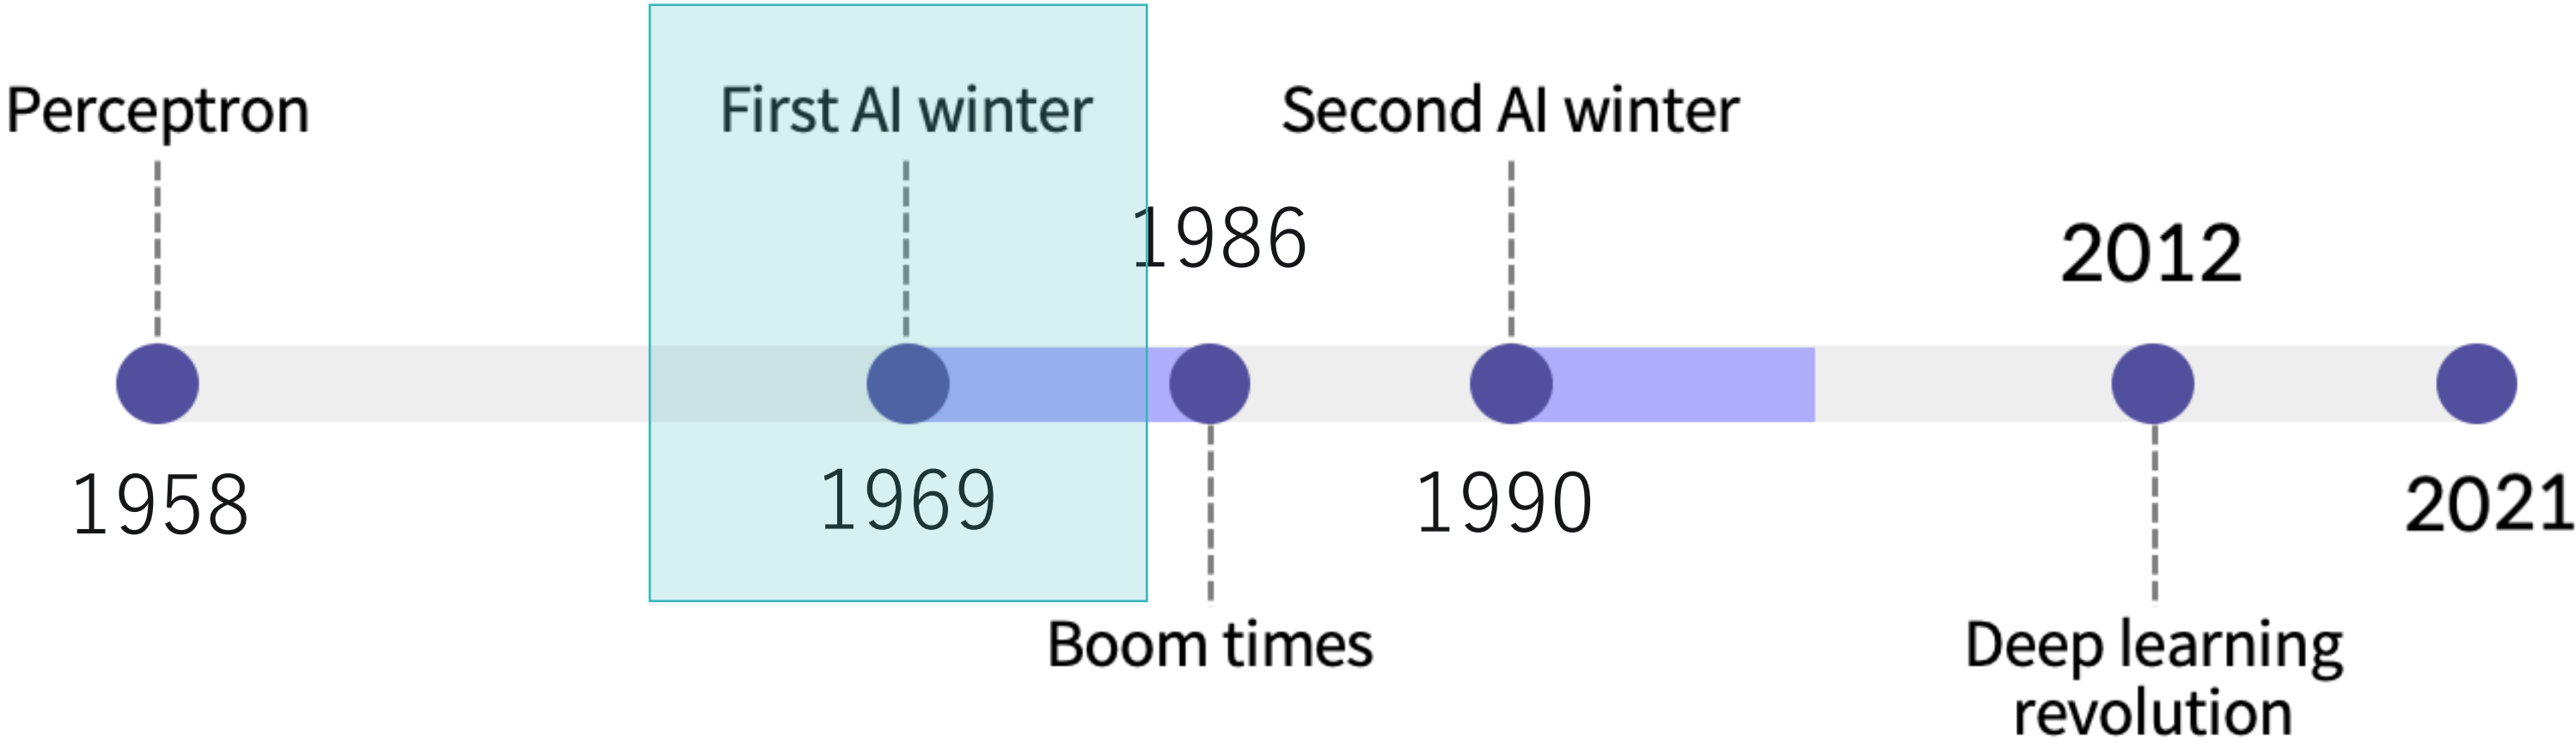 Perceptron
First AI winter
Second AI winter
1986
2012
1958
1969
1990
2021
Boom times
Deep learning
revolution